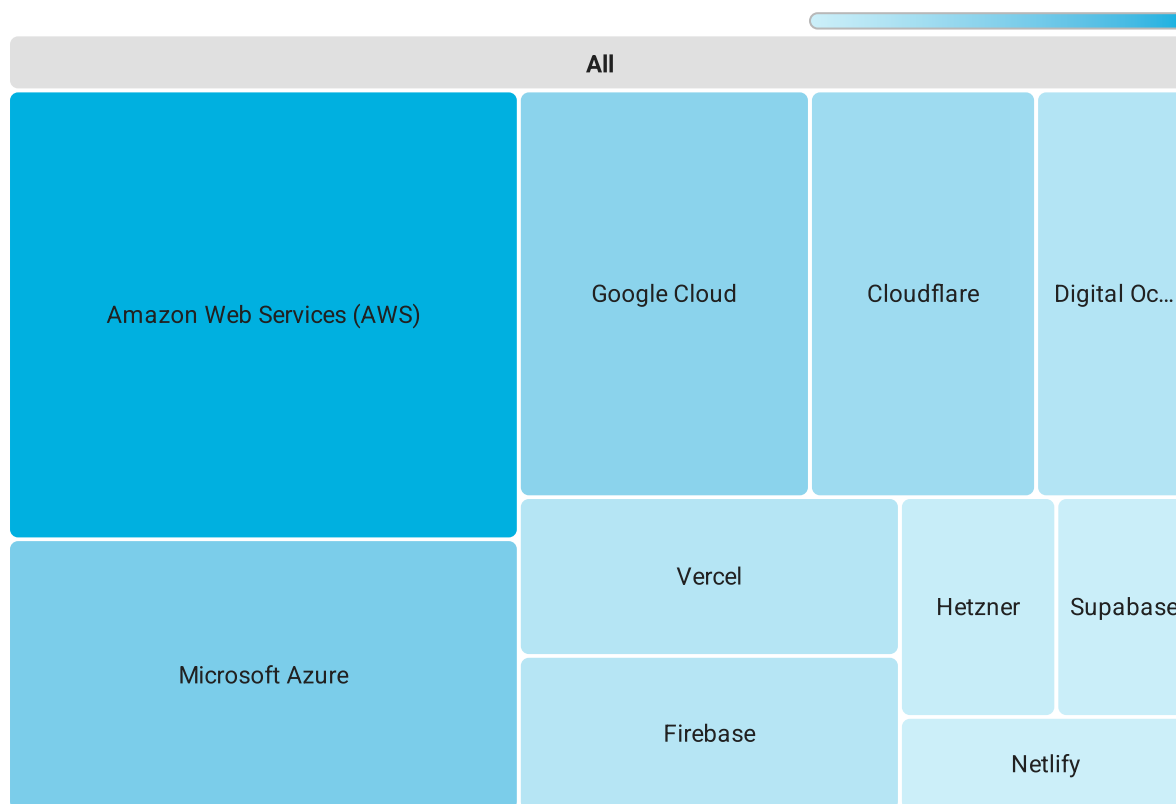 All
Amazon Web Services (AWS)
Google Cloud
Cloudflare
Digital Oc...
Vercel
Hetzner
Supabase
Microsoft Azure
Firebase
Netlify